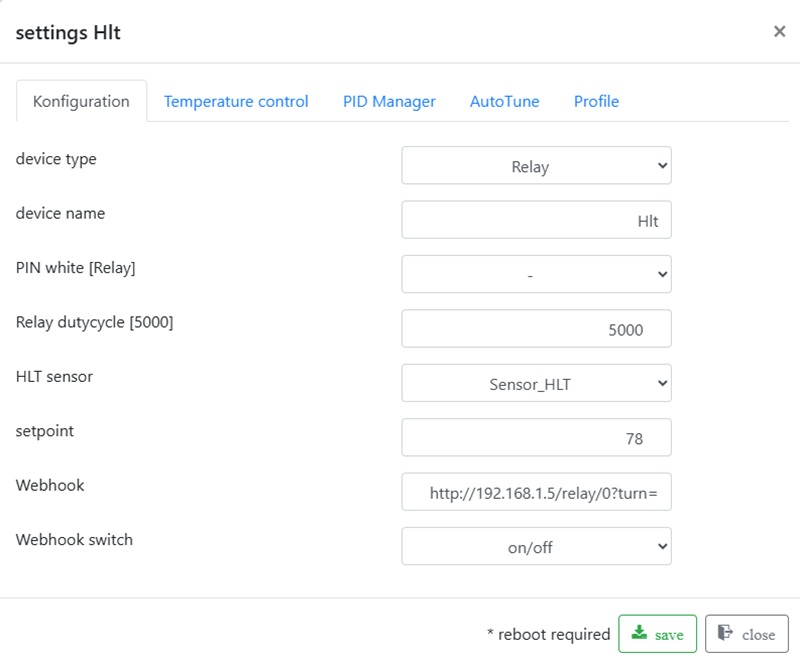 settings Hlt ×
Konfiguration Temperature control PID Manager AutoTune Profile
device type Relay
device name Hlt
PIN white [Relay] -
Relay dutycycle [5000] 5000
HLT sensor Sensor_HLT
setpoint 78
Webhook http://192.168.1.5/relay/0?turn=
Webhook switch on/off
* reboot required save close